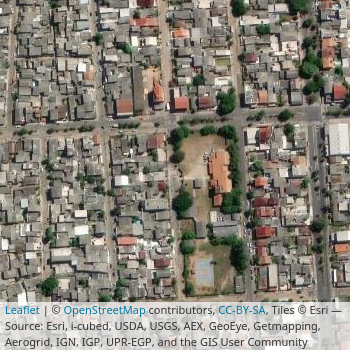 Leaflet | © OpenStreetMap contributors, CC-BY-SA, Tiles © Esri —
Source: Esri, i-cubed, USDA, USGS, AEX, GeoEye, Getmapping,
Aerogrid, IGN, IGP, UPR-EGP, and the GIS User Community